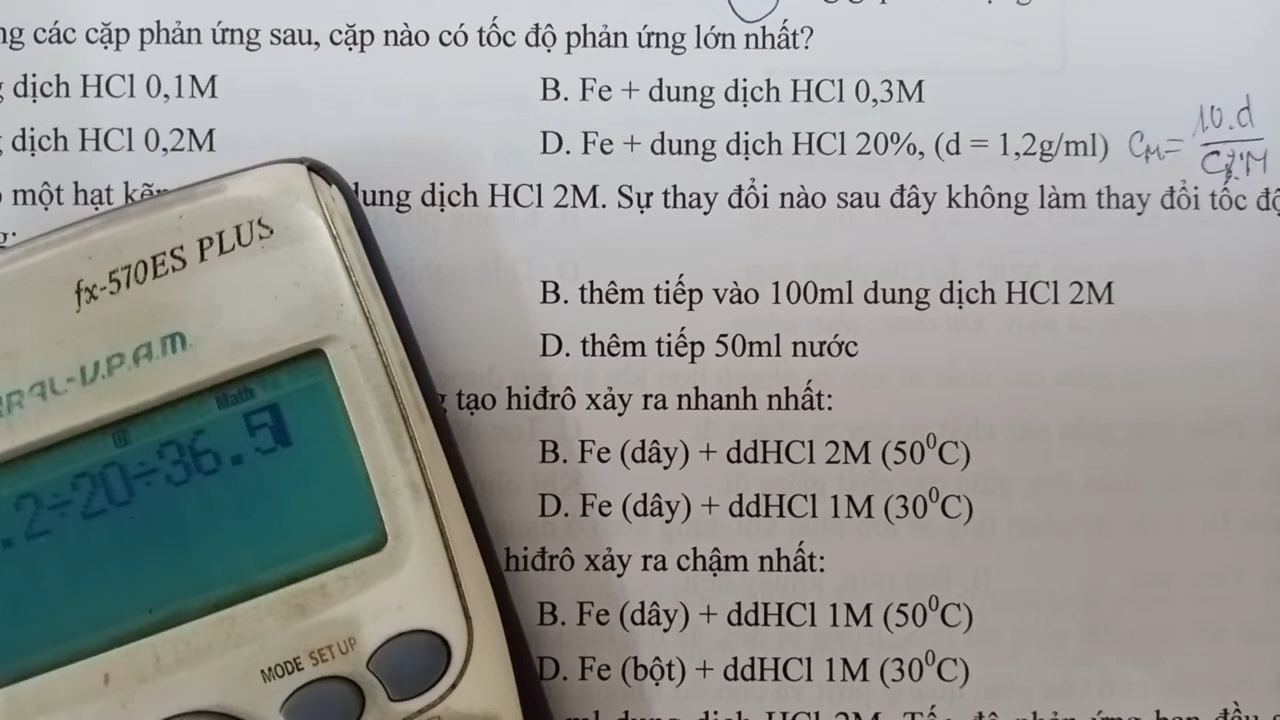 ng các cặp phản ứng sau, cặp nào có tốc độ phản ứng lớn nhất?
dịch HCl 0,1M B. Fe + dung dịch HCl 0,3M
dịch HCl 0,2M D. Fe + dung dịch HCl 20%, (d = 1,2g/ml) CM= 10.d
một hạt dung dịch HCl 2M. Sự thay đổi nào sau đây không làm thay đổi tốc độ
fx-570ES PLUS
B. thêm tiếp vào 100ml dung dịch HCl 2M
D. thêm tiếp 50ml nước
RAL-V.P.A.M.
Math
.2÷20÷36.5
tạo hiđrô xảy ra nhanh nhất:
B. Fe (dây) + ddHCl 2M (50⁰C)
D. Fe (dây) + ddHCl 1M (30⁰C)
hiđrô xảy ra chậm nhất:
B. Fe (dây) + ddHCl 1M (50⁰C)
MODE SETUP
D. Fe (bột) + ddHCl 1M (30⁰C)